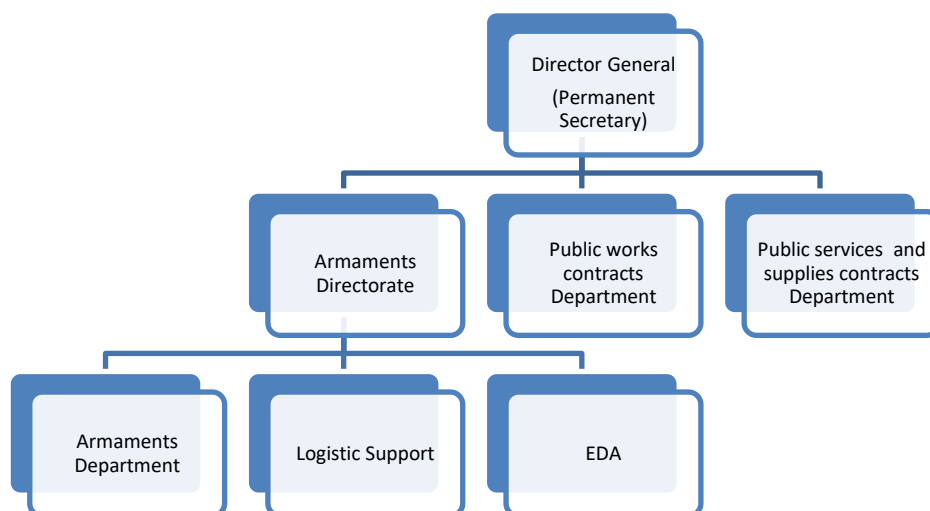 Director General
(Permanent
Secretary)
Armaments
Directorate
Public works
contracts
Department
Public services and
supplies contracts
Department
Armaments
Department
Logistic Support
EDA